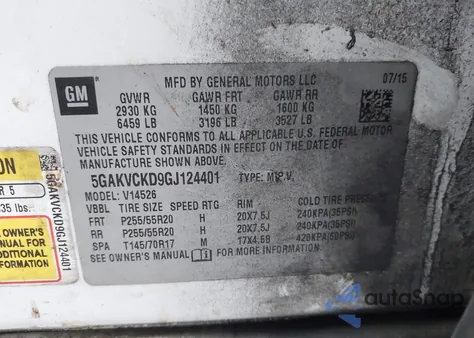 GM
MFD BY GENERAL MOTORS LLC 07/15
GVWR GAWR FRT GAWR RR
2930 KG 1450 KG 1600 KG
6459 LB 3196 LB 3527 LB
THIS VEHICLE CONFORMS TO ALL APPLICABLE U.S. FEDERAL MOTOR
VEHICLE SAFETY STANDARDS IN EFFECT ON THE DATE OF
MANUFACTURE SHOWN ABOVE.
5GAKVCKD9GJ124401 TYPE: M.P.V.
MODEL: V14526
VBBL TIRE SIZE SPEED RTG RIM COLD TIRE PRESSURE
FRT P255/55R20 H 20X7.5J 240KPA(35PSI)
RR P255/55R20 H 20X7.5J 240KPA(35PSI)
SPA T145/70R17 M 17X4.5B 420KPA(60PSI)
SEE OWNER'S MANUAL FOR MORE INFORMATION
R 5
35 lbs.
SEE OWNER'S
MANUAL FOR
ADDITIONAL
INFORMATION
5GAKVCKD9GJ124401
autoSnap